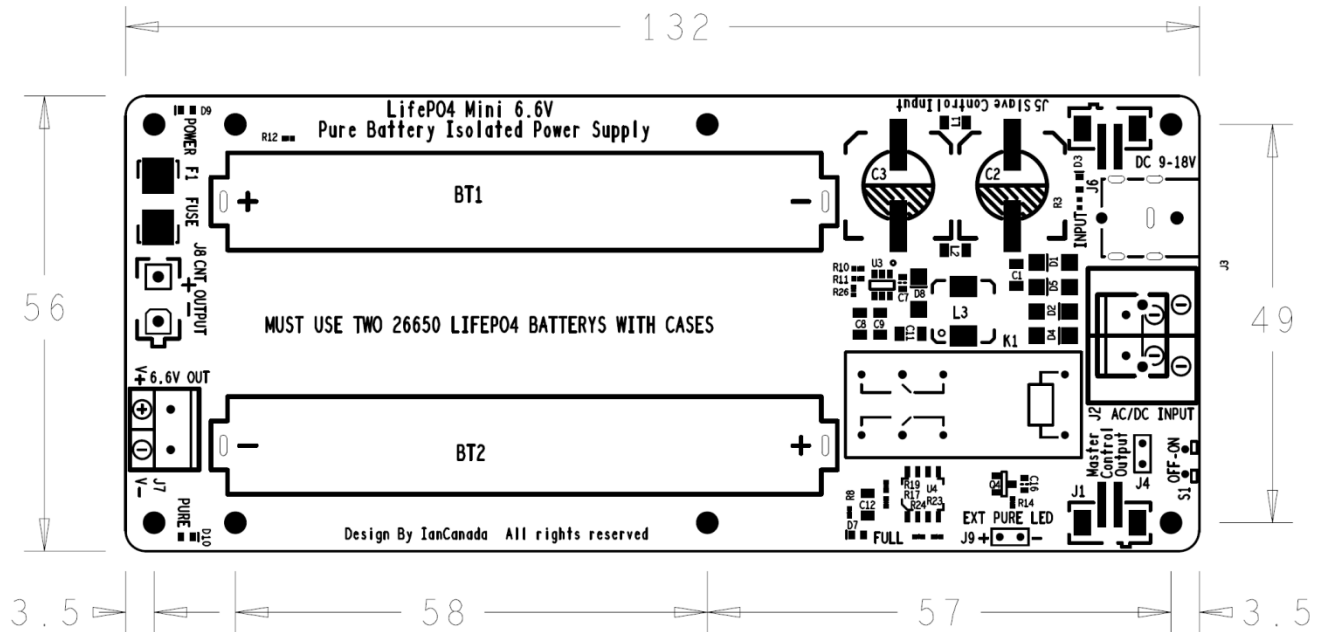 132
LifePO4 Mini 6.6V
Pure Battery Isolated Power Supply
J5 Slave Control Input
D9
POWER
R12
L1
F1
FUSE
BT1
+
−
C3
C2
R3
D3
DC 9-18V
J6
INPUT
J3
J8 CNT OUTPUT
+
−
L2
U3
R10
R11
R26
C7
D8
C1
D1
D5
D2
D4
L3
C8
C9
C11
K1
56
49
MUST USE TWO 26650 LIFEPO4 BATTERYS WITH CASES
V+
6.6V OUT
J7
V−
BT2
−
+
J2
AC/DC INPUT
Master
Control
Output
J4
OFF-ON
S1
J1
R19
R17
R24
U4
R23
R8
C12
D7
FULL
Q4
C16
R14
EXT PURE LED
J9 + −
PURE
D10
Design By IanCanada All rights reserved
3.5
58
57
3.5